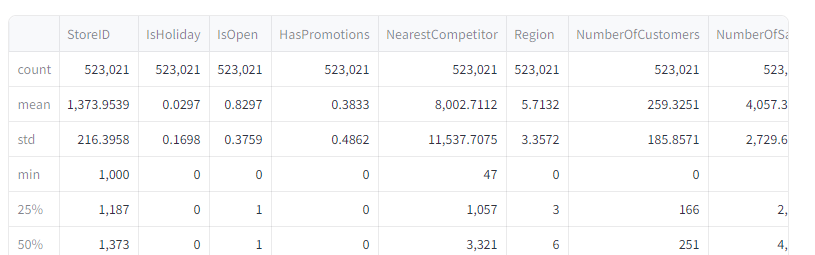 StoreID IsHoliday IsOpen HasPromotions NearestCompetitor Region NumberOfCustomers NumberOfSa
count 523,021 523,021 523,021 523,021 523,021 523,021 523,021 523,
mean 1,373.9539 0.0297 0.8297 0.3833 8,002.7112 5.7132 259.3251 4,057.3
std 216.3958 0.1698 0.3759 0.4862 11,537.7075 3.3572 185.8571 2,729.6
min 1,000 0 0 0 47 0 0
25% 1,187 0 1 0 1,057 3 166 2,
50% 1,373 0 1 0 3,321 6 251 4,